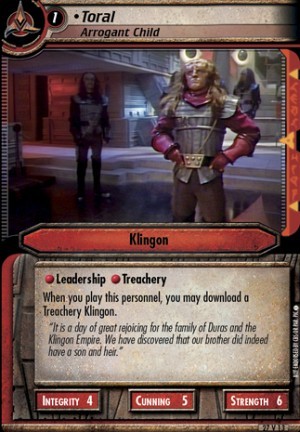 1 •Toral
Arrogant Child
Klingon
Leadership Treachery
When you play this personnel, you may download a
Treachery Klingon.
"It is a day of great rejoicing for the family of Duras and the
Klingon Empire. We have discovered that our brother did indeed
have a son and heir."
INTEGRITY 4 CUNNING 5 STRENGTH 6